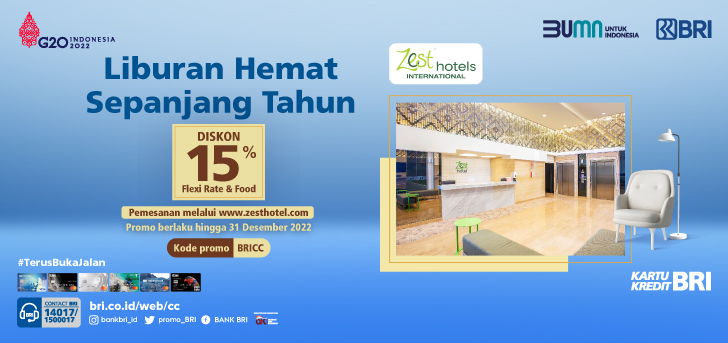 G20 INDONESIA
2022
BUMN UNTUK
INDONESIA
BRI
Liburan Hemat
Sepanjang Tahun
Zest hotels
INTERNATIONAL
DISKON
15%
Flexi Rate & Food
Pemesanan melalui www.zesthotel.com
Promo berlaku hingga 31 Desember 2022
Kode promo BRICC
Zest
hotel
#TerusBukaJalan
CONTACT BRI
14017/
1500017
bri.co.id/web/cc
bankbri_id promo_BRI BANK BRI
KARTU
KREDIT BRI